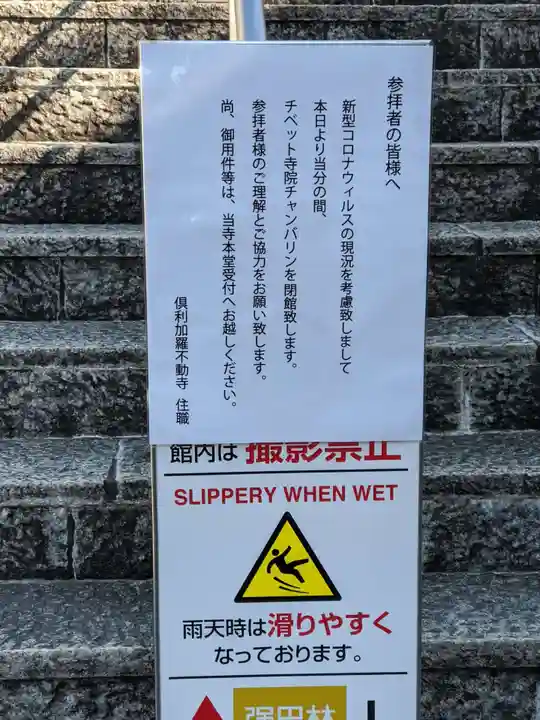 参拝者の皆様へ
新型コロナウィルスの現況を考慮致しまして
本日より当分の間、
チベット寺院チャンバリンを閉館致します。
参拝者様のご理解とご協力をお願い致します。
尚、御用件等は、当寺本堂受付へお越しください。
倶利加羅不動寺 住職
館内は 撮影禁止
SLIPPERY WHEN WET
雨天時は滑りやすく
なっております。